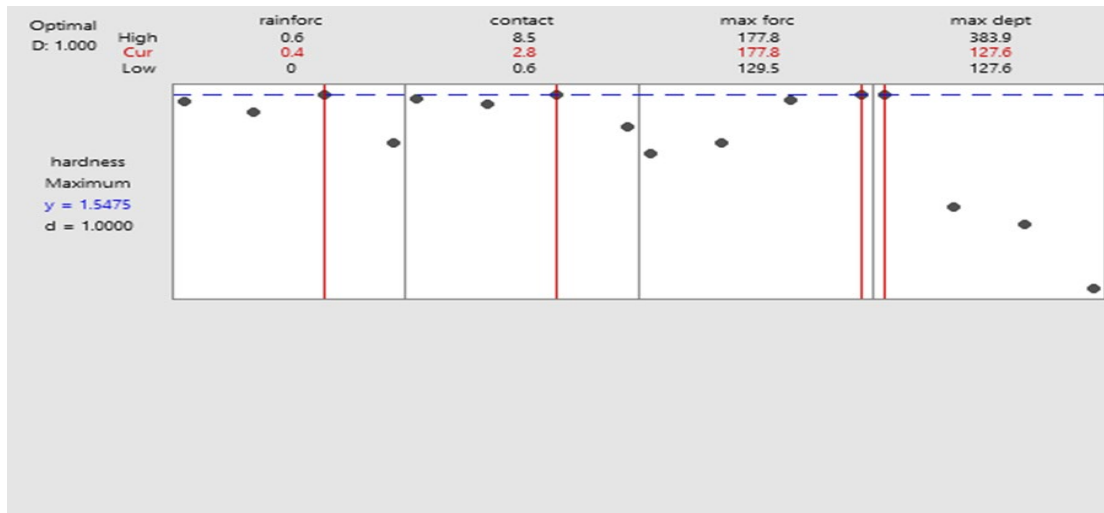 Optimal
D: 1.000
High
Cur
Low
rainforc
0.6
0.4
0
contact
8.5
2.8
0.6
max forc
177.8
177.8
129.5
max dept
383.9
127.6
127.6
hardness
Maximum
y = 1.5475
d = 1.0000